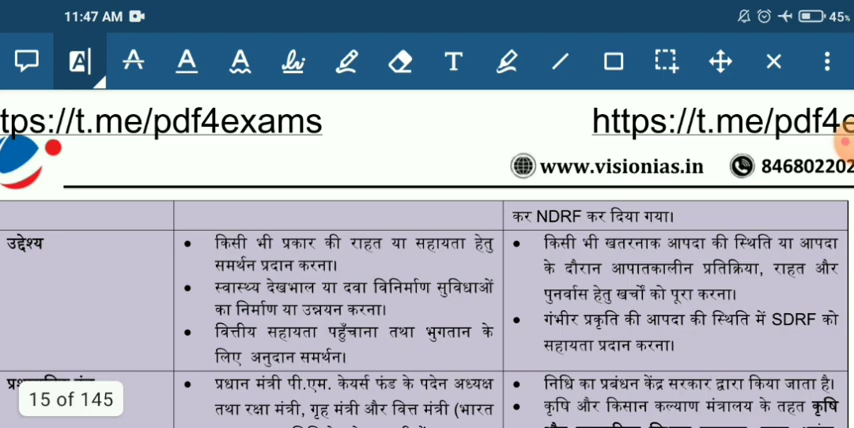 11:47 AM
45%
tps://t.me/pdf4exams
https://t.me/pdf4e
www.visionias.in
846802202
कर NDRF कर दिया गया।
उद्देश्य
• किसी भी प्रकार की राहत या सहायता हेतु
समर्थन प्रदान करना।
• स्वास्थ्य देखभाल या दवा विनिर्माण सुविधाओं
का निर्माण या उन्नयन करना।
• वित्तीय सहायता पहुँचाना तथा भुगतान के
लिए अनुदान समर्थन।
• किसी भी खतरनाक आपदा की स्थिति या आपदा
के दौरान आपातकालीन प्रतिक्रिया, राहत और
पुनर्वास हेतु खर्चों को पूरा करना।
• गंभीर प्रकृति की आपदा की स्थिति में SDRF को
सहायता प्रदान करना।
• प्रधान मंत्री पी.एम. केयर्स फंड के पदेन अध्यक्ष
तथा रक्षा मंत्री, गृह मंत्री और वित्त मंत्री (भारत
• निधि का प्रबंधन केंद्र सरकार द्वारा किया जाता है।
• कृषि और किसान कल्याण मंत्रालय के तहत कृषि
15 of 145